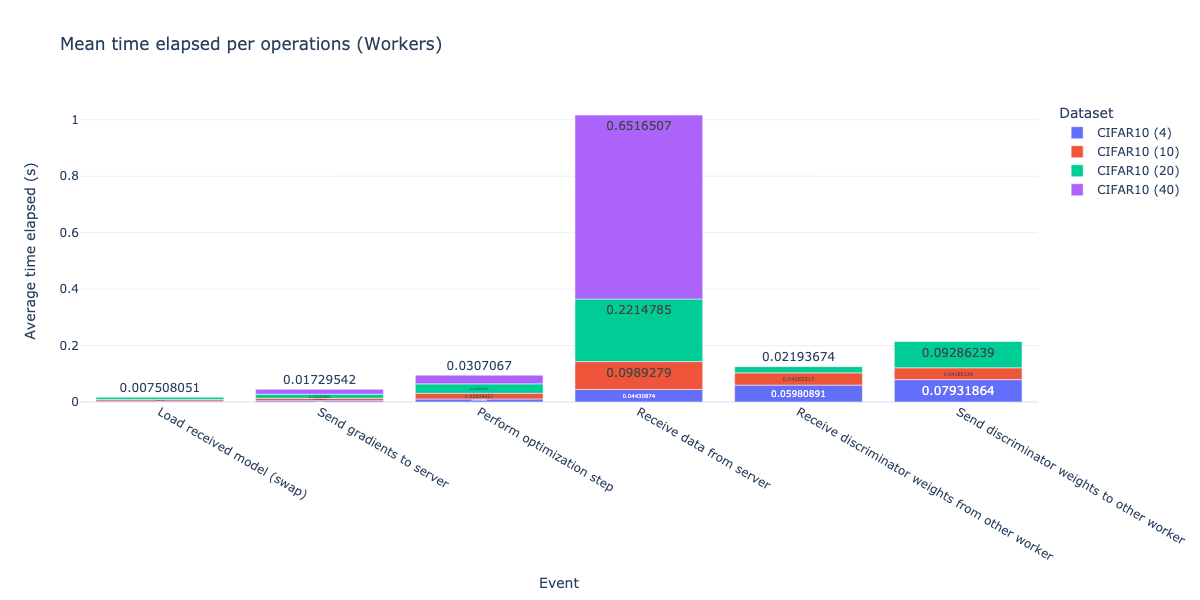 Mean time elapsed per operations (Workers)
Dataset
CIFAR10 (4)
CIFAR10 (10)
CIFAR10 (20)
CIFAR10 (40)
Average time elapsed (s)
1
0.8
0.6
0.4
0.2
0
0.007508051
0.01729542
0.0307067
0.6516507
0.2214785
0.0989279
0.04430874
0.02193674
0.04355217
0.05980891
0.09286239
0.07931864
Load received model (swap)
Send gradients to server
Perform optimization step
Receive data from server
Receive discriminator weights from other worker
Send discriminator weights to other worker
Event